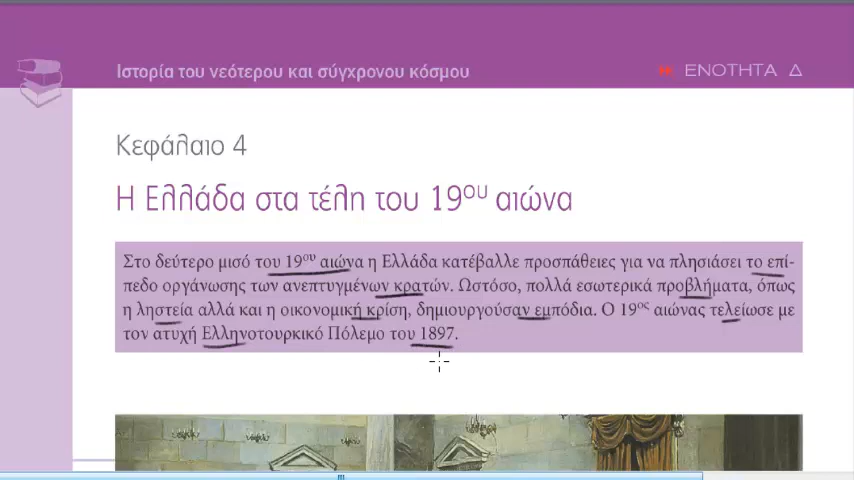 Ιστορία του νεότερου και σύγχρονου κόσμου
ΕΝΟΤΗΤΑ Δ
Κεφάλαιο 4
Η Ελλάδα στα τέλη του 19ου αιώνα
Στο δεύτερο μισό του 19ου αιώνα η Ελλάδα κατέβαλλε προσπάθειες για να πλησιάσει το επί-
πεδο οργάνωσης των ανεπτυγμένων κρατών. Ωστόσο, πολλά εσωτερικά προβλήματα, όπως
η ληστεία αλλά και η οικονομική κρίση, δημιουργούσαν εμπόδια. Ο 19ος αιώνας τελείωσε με
τον ατυχή Ελληνοτουρκικό Πόλεμο του 1897.